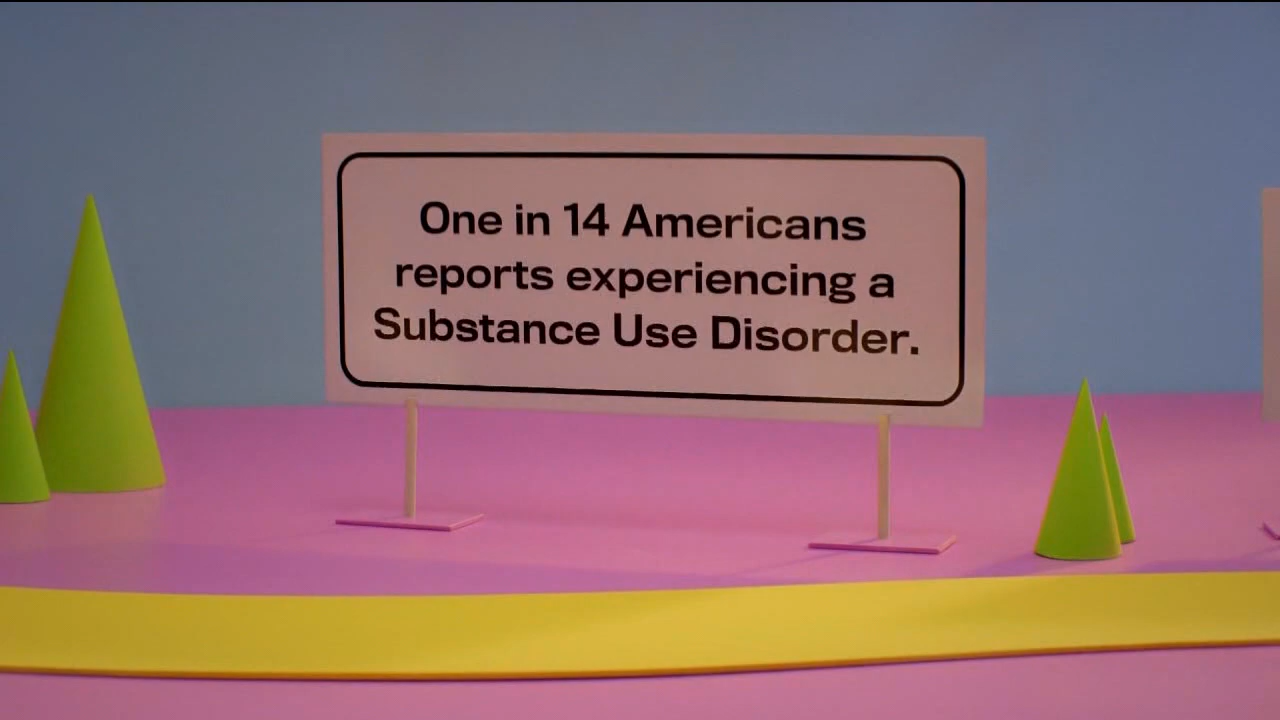 One in 14 Americans
reports experiencing a
Substance Use Disorder.